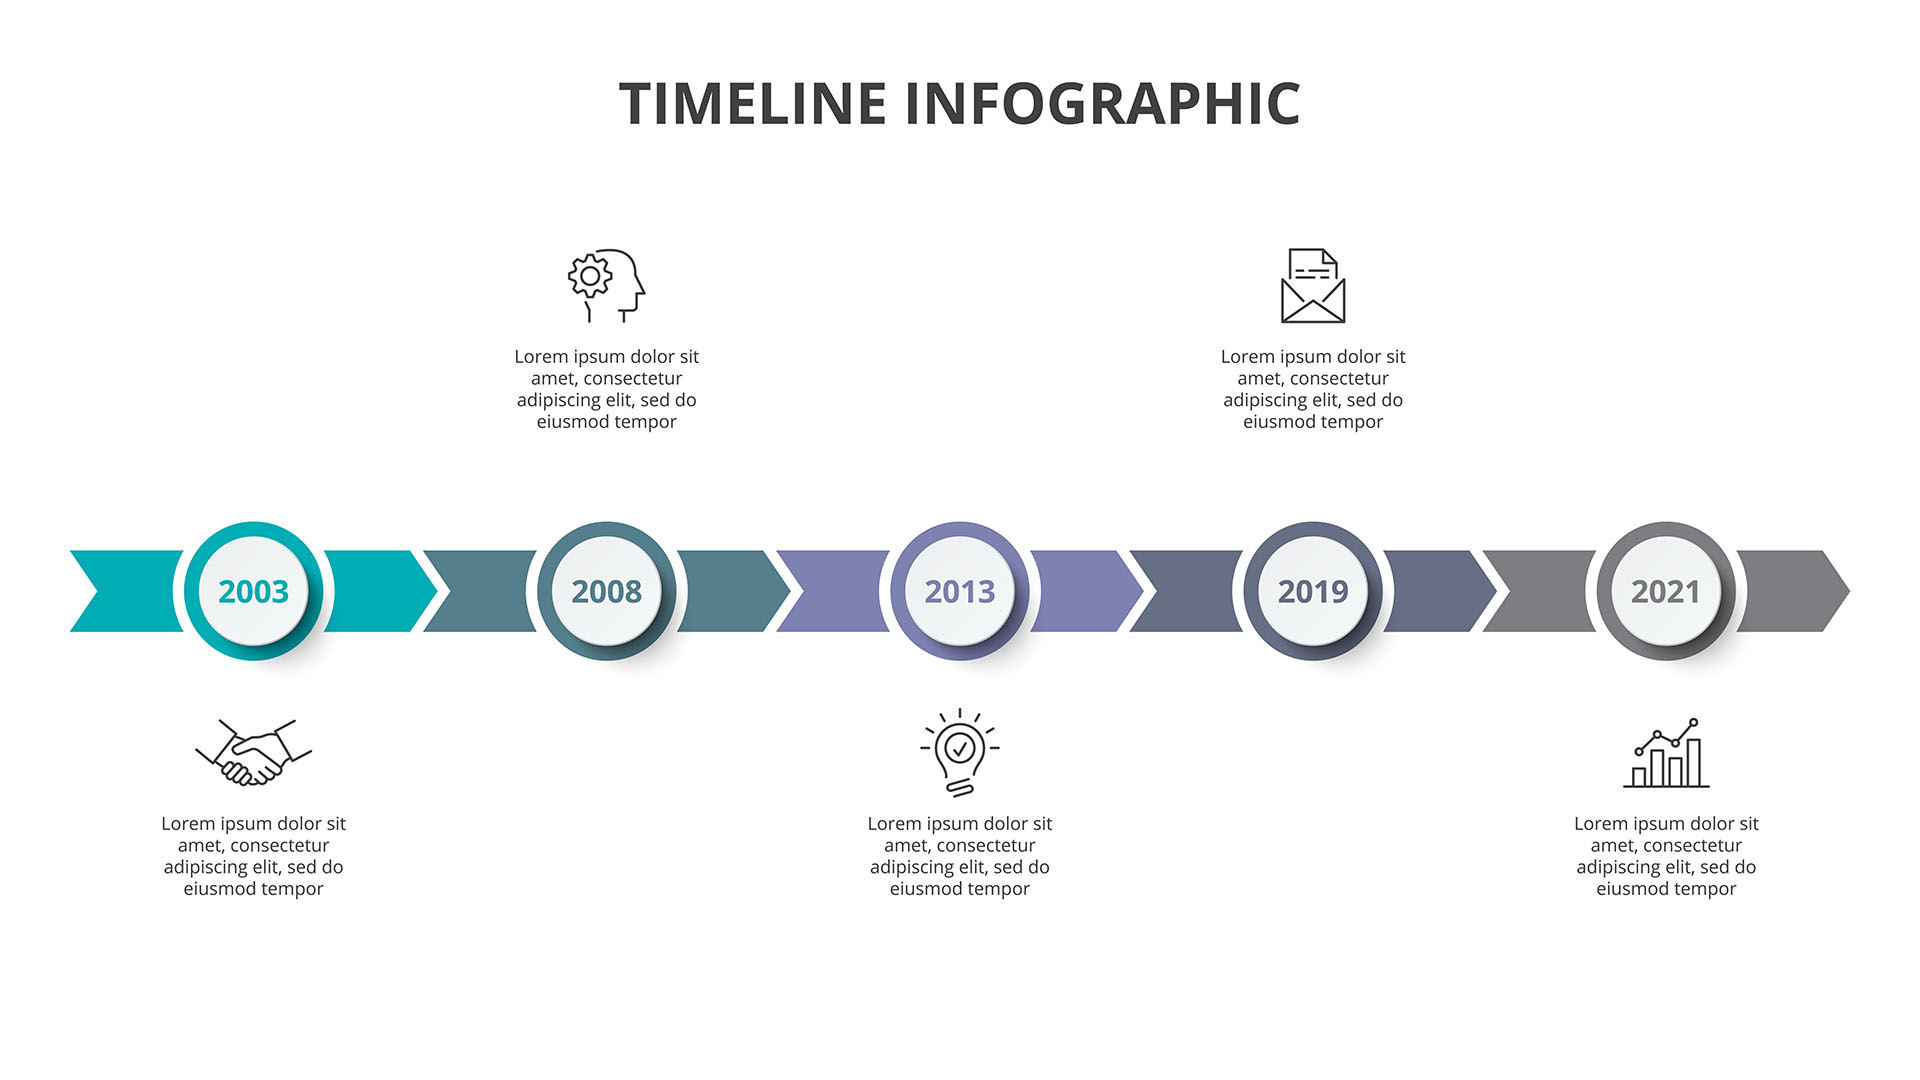 TIMELINE INFOGRAPHIC
Lorem ipsum dolor sit
amet, consectetur
adipiscing elit, sed do
eiusmod tempor
Lorem ipsum dolor sit
amet, consectetur
adipiscing elit, sed do
eiusmod tempor
2003
2008
2013
2019
2021
Lorem ipsum dolor sit
amet, consectetur
adipiscing elit, sed do
eiusmod tempor
Lorem ipsum dolor sit
amet, consectetur
adipiscing elit, sed do
eiusmod tempor
Lorem ipsum dolor sit
amet, consectetur
adipiscing elit, sed do
eiusmod tempor